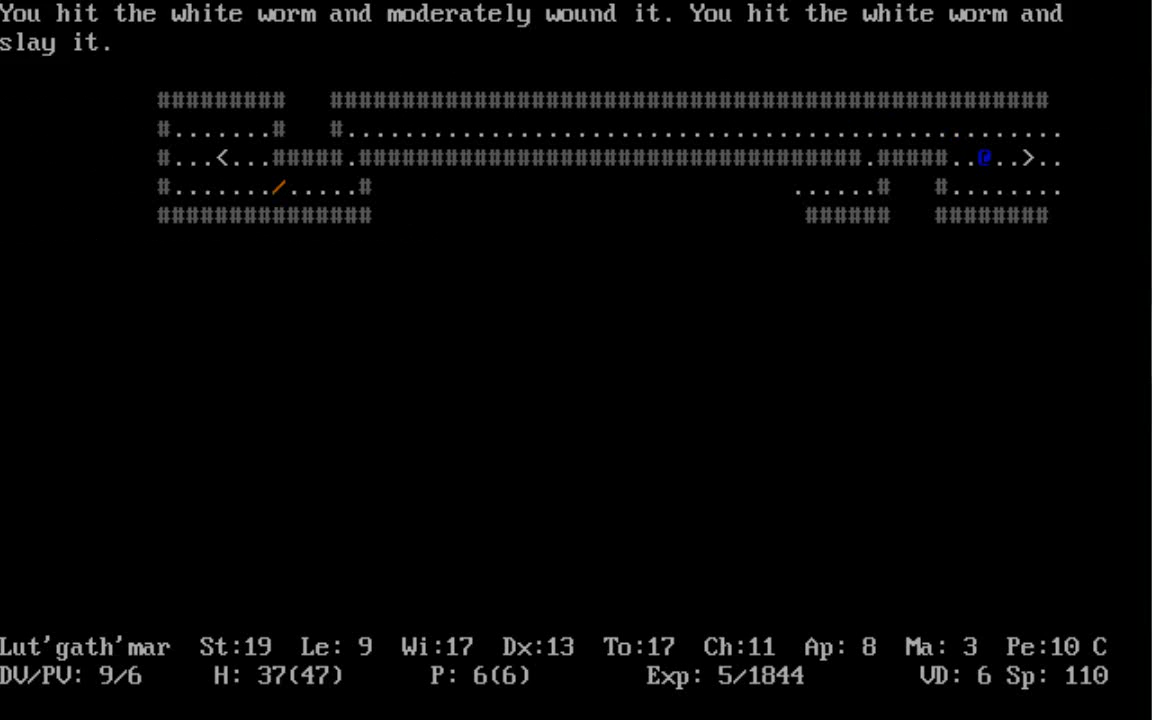 You hit the white worm and moderately wound it. You hit the white worm and
slay it.
#########   ##################################################
#.......#   #..................................................
#...<...#####.###################################.#####..@..>..
#......./.....#                              ......#   #........
###############                               ######   ########
Lut'gath'mar  St:19  Le: 9  Wi:17  Dx:13  To:17  Ch:11  Ap: 8  Ma: 3  Pe:10 C
DV/PV: 9/6     H: 37(47)      P: 6(6)        Exp: 5/1844        VD: 6 Sp: 110